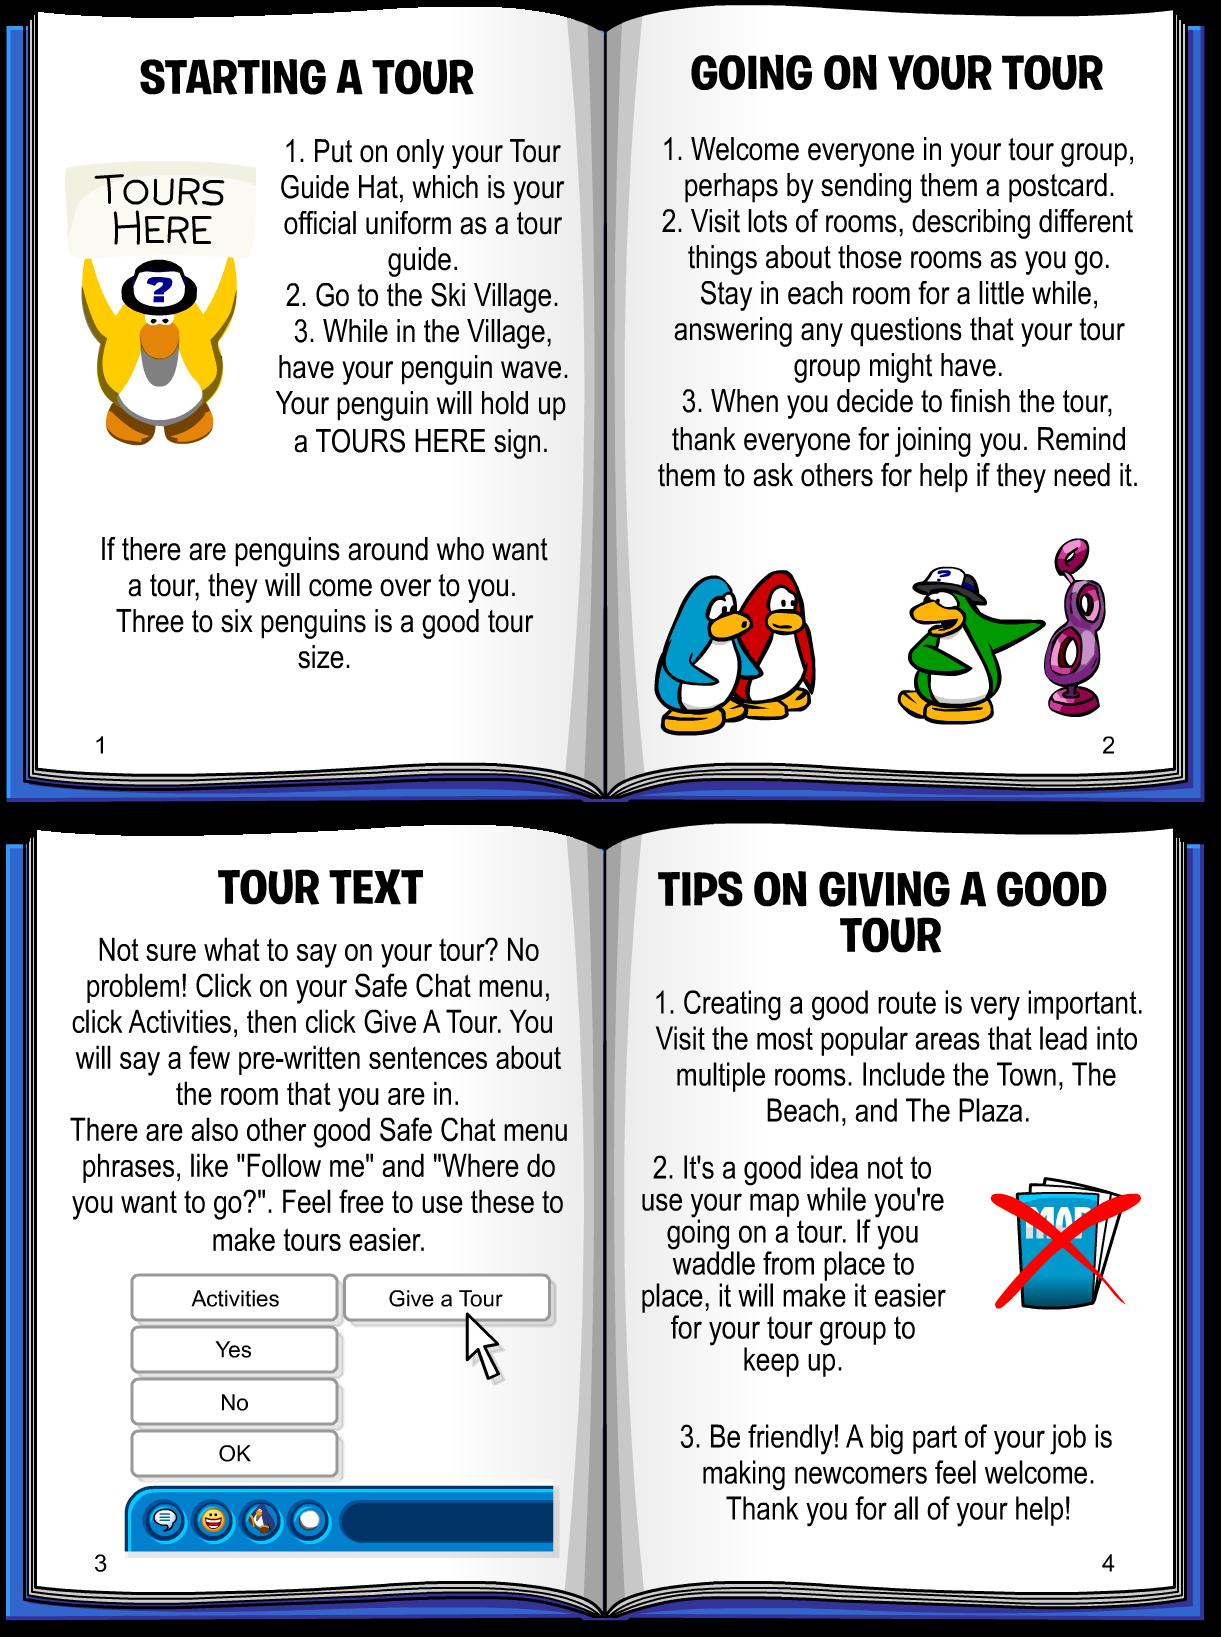 STARTING A TOUR
TOURS
HERE
?
1. Put on only your Tour
Guide Hat, which is your
official uniform as a tour
guide.
2. Go to the Ski Village.
3. While in the Village,
have your penguin wave.
Your penguin will hold up
a TOURS HERE sign.
If there are penguins around who want
a tour, they will come over to you.
Three to six penguins is a good tour
size.
1
GOING ON YOUR TOUR
1. Welcome everyone in your tour group,
perhaps by sending them a postcard.
2. Visit lots of rooms, describing different
things about those rooms as you go.
Stay in each room for a little while,
answering any questions that your tour
group might have.
3. When you decide to finish the tour,
thank everyone for joining you. Remind
them to ask others for help if they need it.
?
2
TOUR TEXT
Not sure what to say on your tour? No
problem! Click on your Safe Chat menu,
click Activities, then click Give A Tour. You
will say a few pre-written sentences about
the room that you are in.
There are also other good Safe Chat menu
phrases, like "Follow me" and "Where do
you want to go?". Feel free to use these to
make tours easier.
Activities
Give a Tour
Yes
No
OK
3
TIPS ON GIVING A GOOD
TOUR
1. Creating a good route is very important.
Visit the most popular areas that lead into
multiple rooms. Include the Town, The
Beach, and The Plaza.
2. It's a good idea not to
use your map while you're
going on a tour. If you
waddle from place to
place, it will make it easier
for your tour group to
keep up.
MAP
3. Be friendly! A big part of your job is
making newcomers feel welcome.
Thank you for all of your help!
4